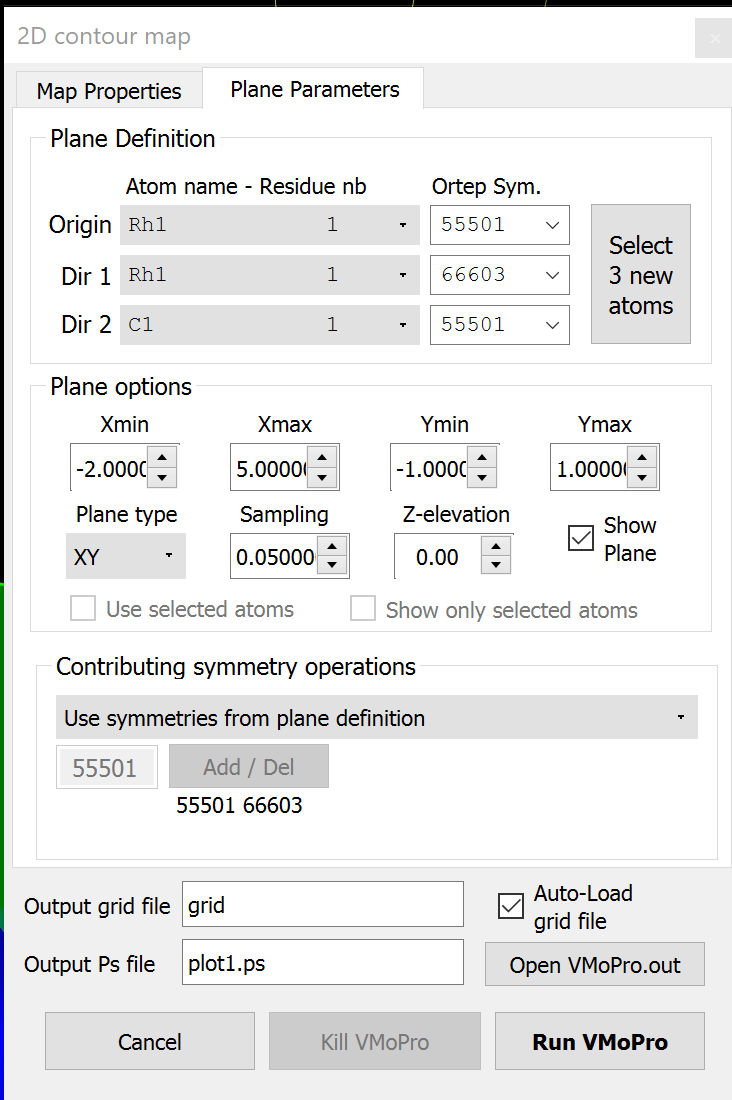 2D contour map
Map Properties
Plane Parameters
Plane Definition
Atom name - Residue nb
Ortep Sym.
Origin
Rh1 1
55501
Dir 1
Rh1 1
66603
Dir 2
C1 1
55501
Select
3 new
atoms
Plane options
Xmin
Xmax
Ymin
Ymax
-2.0000
5.0000
-1.0000
1.0000
Plane type
Sampling
Z-elevation
XY
0.05000
0.00
Show
Plane
Use selected atoms
Show only selected atoms
Contributing symmetry operations
Use symmetries from plane definition
55501
Add / Del
55501 66603
Output grid file
grid
Auto-Load
grid file
Output Ps file
plot1.ps
Open VMoPro.out
Cancel
Kill VMoPro
Run VMoPro